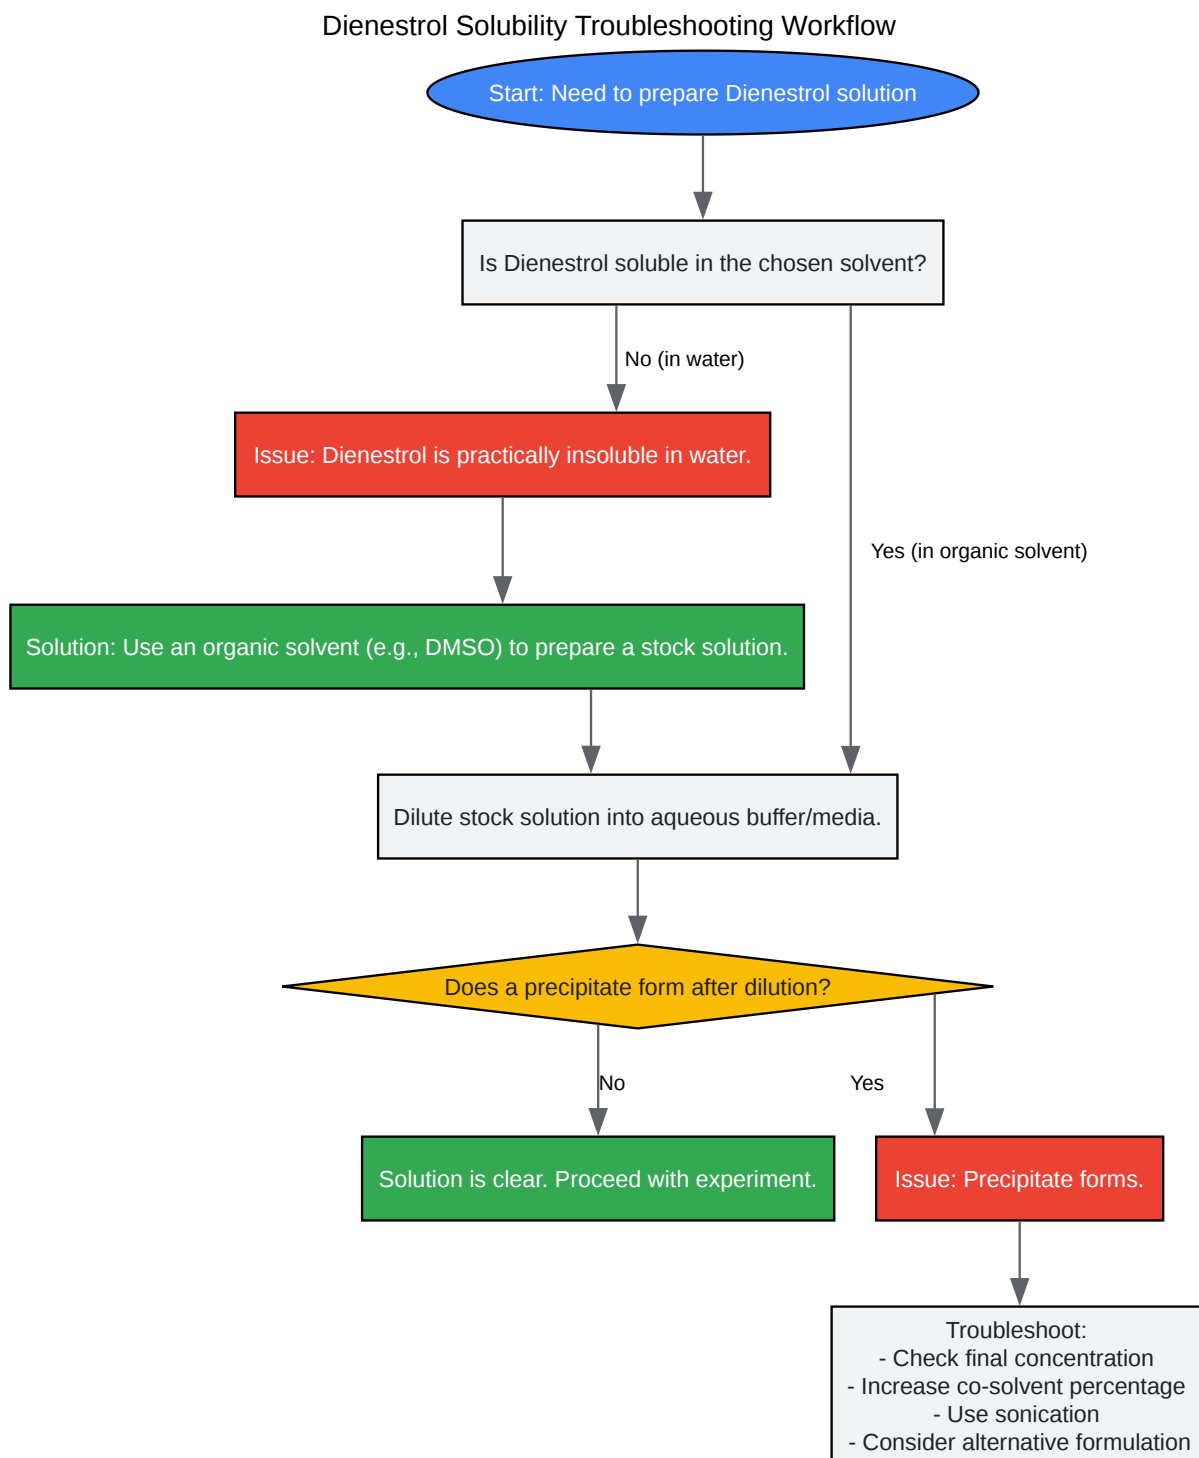 Dienestrol Solubility Troubleshooting Workflow
Start: Need to prepare Dienestrol solution
Is Dienestrol soluble in the chosen solvent?
No (in water)
Issue: Dienestrol is practically insoluble in water.
Yes (in organic solvent)
Solution: Use an organic solvent (e.g., DMSO) to prepare a stock solution.
Dilute stock solution into aqueous buffer/media.
Does a precipitate form after dilution?
No
Yes
Solution is clear. Proceed with experiment.
Issue: Precipitate forms.
Troubleshoot:
- Check final concentration
- Increase co-solvent percentage
- Use sonication
- Consider alternative formulation